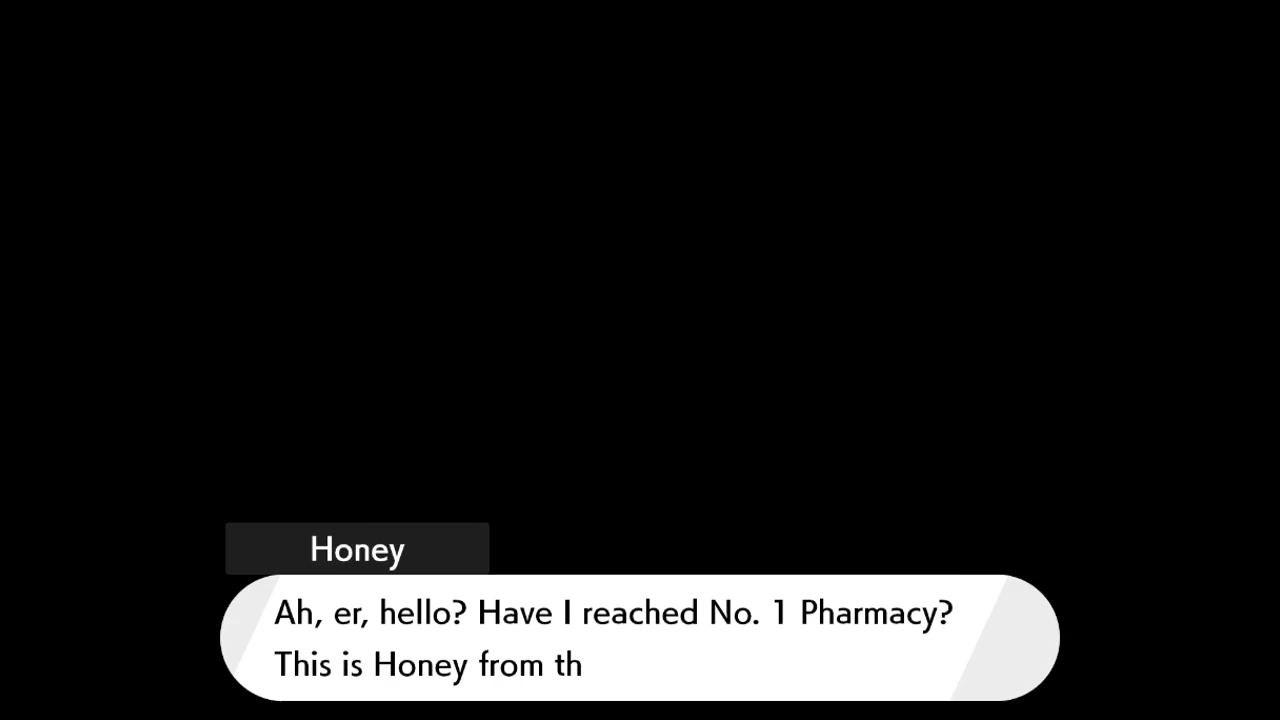 Honey
Ah, er, hello? Have I reached No. 1 Pharmacy?
This is Honey from th